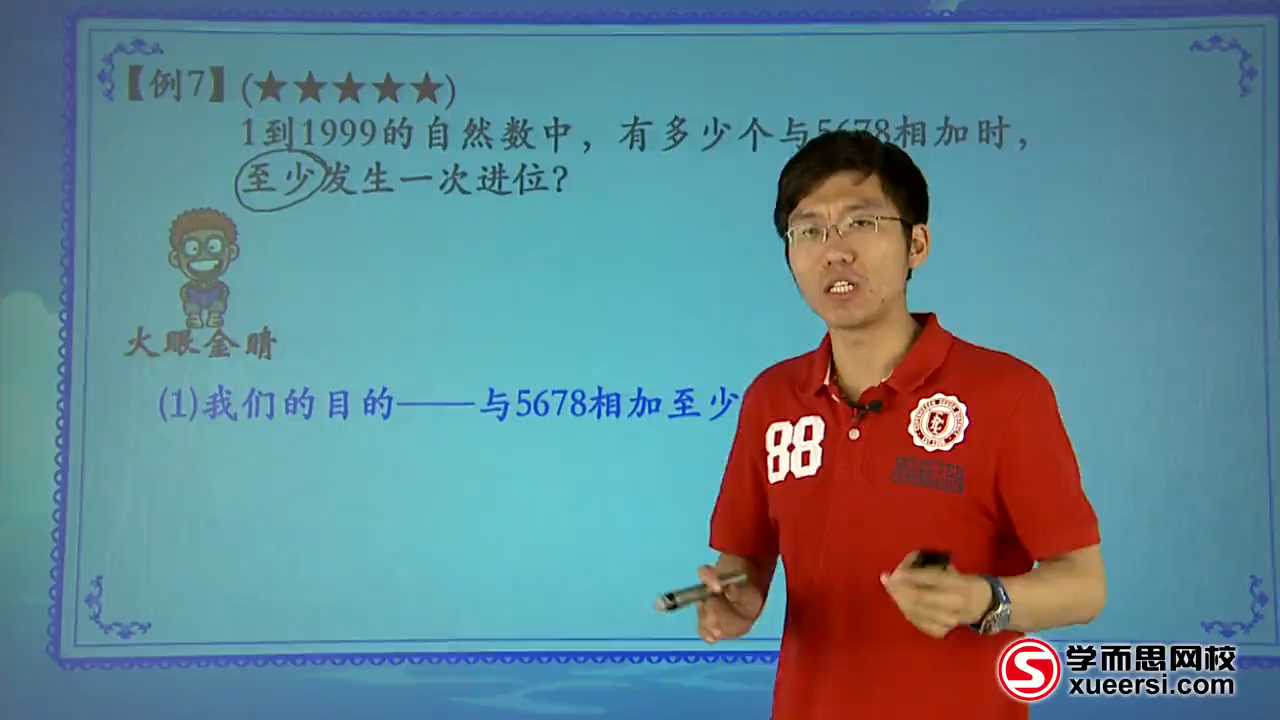 【例7】(★★★★★)
1到1999的自然数中，有多少个与5678相加时，
至少发生一次进位？
火眼金睛
(1)我们的目的——与5678相加至少
88
学而思网校
xueersi.com